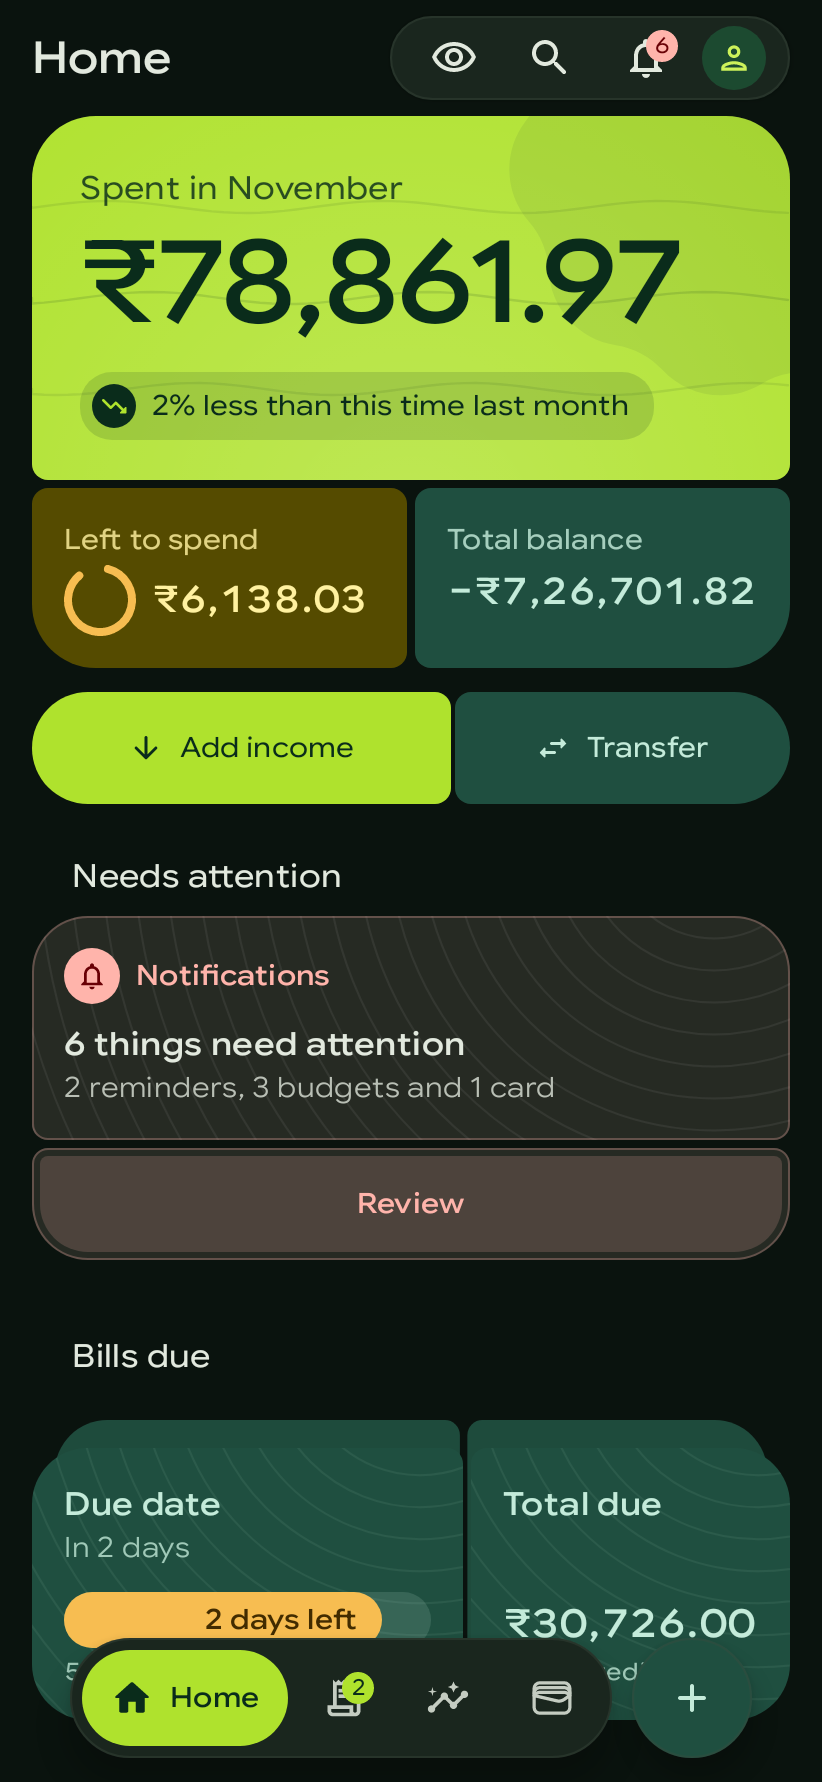 Home
6
Spent in November
₹78,861.97
2% less than this time last month
Left to spend
₹6,138.03
Total balance
-₹7,26,701.82
Add income
Transfer
Needs attention
Notifications
6 things need attention
2 reminders, 3 budgets and 1 card
Review
Bills due
Due date
In 2 days
2 days left
Total due
₹30,726.00
Home
2